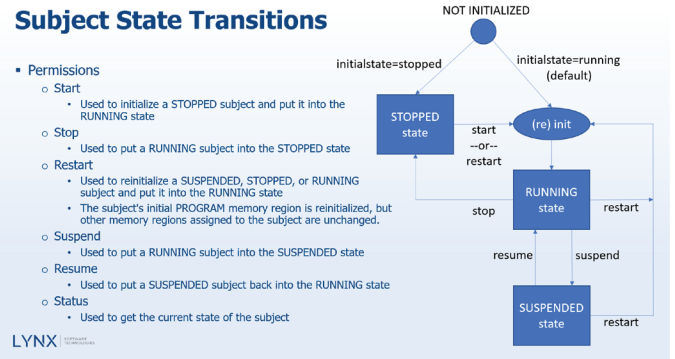 Subject State Transitions
▪ Permissions
o Start
• Used to initialize a STOPPED subject and put it into the
RUNNING state
o Stop
• Used to put a RUNNING subject into the STOPPED state
o Restart
• Used to reinitialize a SUSPENDED, STOPPED, or RUNNING
subject and put it into the RUNNING state
• The subject's initial PROGRAM memory region is reinitialized, but
other memory regions assigned to the subject are unchanged.
o Suspend
• Used to put a RUNNING subject into the SUSPENDED state
o Resume
• Used to put a SUSPENDED subject back into the RUNNING state
o Status
• Used to get the current state of the subject
LYNX
SOFTWARE
TECHNOLOGIES
NOT INITIALIZED
initialstate=stopped
initialstate=running
(default)
STOPPED
state
start
--or--
restart
(re) init
RUNNING
state
stop
restart
resume
suspend
SUSPENDED
state
restart